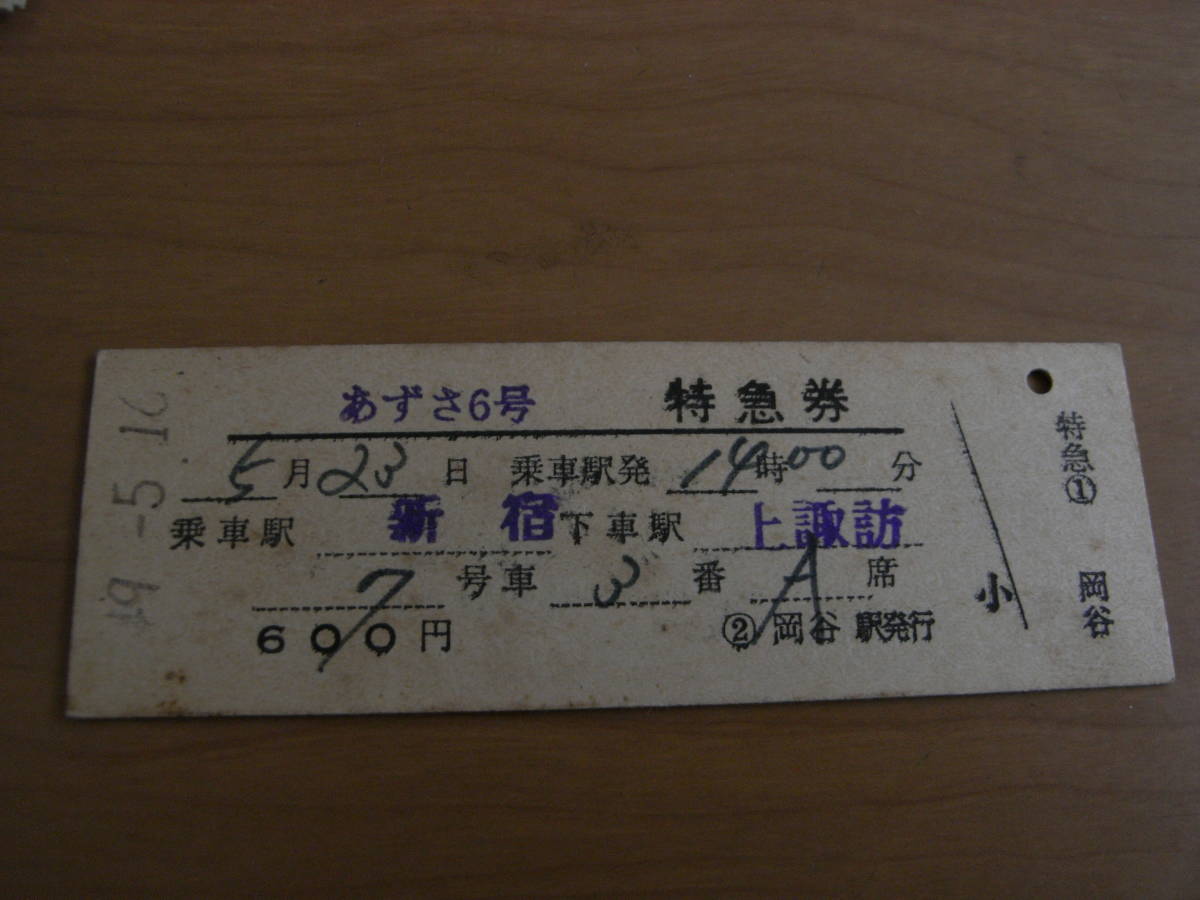 あずさ6号 特急券
5月23日 乗車駅発 14時00分
乗車駅 新宿 下車駅 上諏訪
7号車 3番 A席
600円 ②岡谷駅発行
小
特急① 岡谷